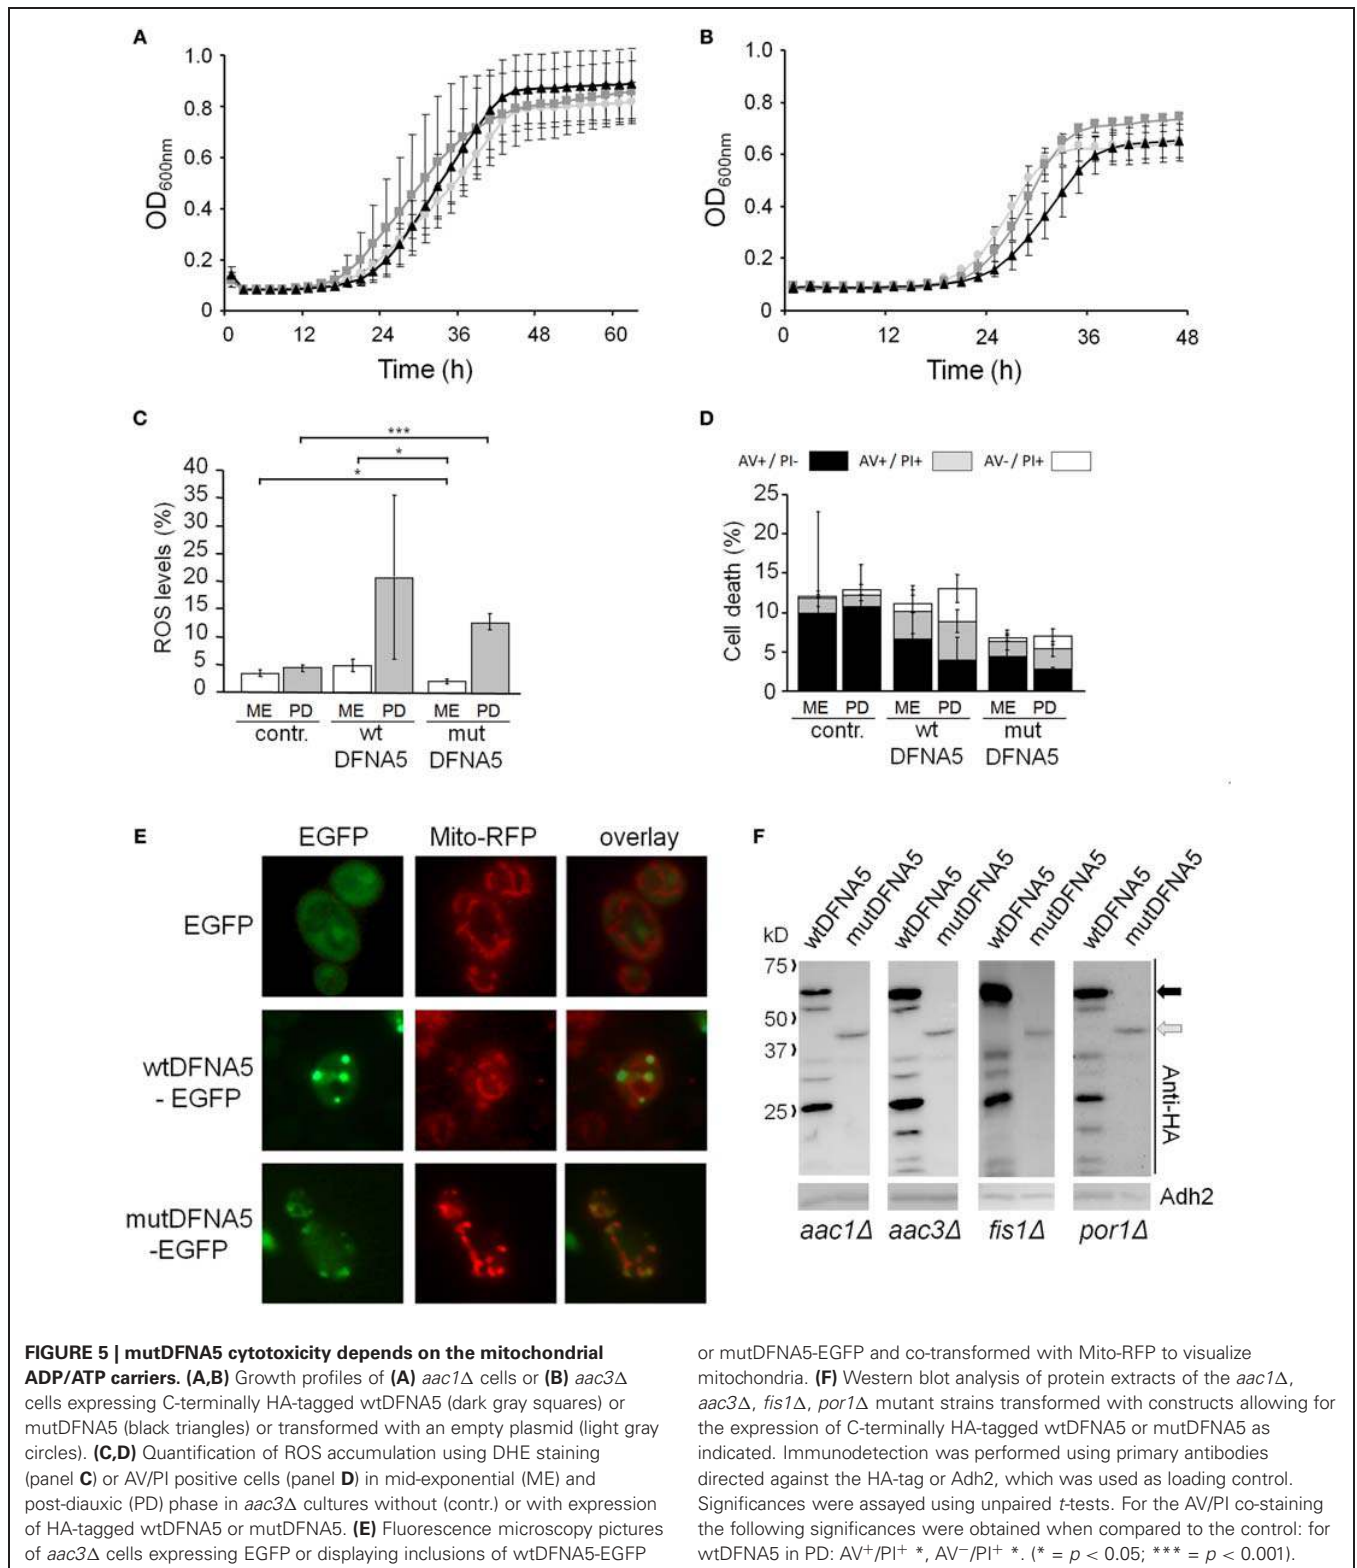 A
B
1.0
0.8
0.6
0.4
0.2
0
OD600nm
0 12 24 36 48 60
Time (h)
1.0
0.8
0.6
0.4
0.2
0
OD600nm
0 12 24 36 48
Time (h)
C
***
*
*
40
35
30
25
20
15
10
5
0
ROS levels (%)
ME PD ME PD ME PD
contr. wt mut
DFNA5 DFNA5
D
AV+/ PI- AV+/ PI+ AV-/ PI+
25
20
15
10
5
0
Cell death (%)
ME PD ME PD ME PD
contr. wt mut
DFNA5 DFNA5
E
EGFP Mito-RFP overlay
EGFP
wtDFNA5
- EGFP
mutDFNA5
-EGFP
F
wtDFNA5 mutDFNA5 wtDFNA5 mutDFNA5 wtDFNA5 mutDFNA5 wtDFNA5 mutDFNA5
kD
75
50
37
25
Anti-HA
Adh2
aac1Δ aac3Δ fis1Δ por1Δ
FIGURE 5 | mutDFNA5 cytotoxicity depends on the mitochondrial
ADP/ATP carriers. (A,B) Growth profiles of (A) aac1Δ cells or (B) aac3Δ
cells expressing C-terminally HA-tagged wtDFNA5 (dark gray squares) or
mutDFNA5 (black triangles) or transformed with an empty plasmid (light gray
circles). (C,D) Quantification of ROS accumulation using DHE staining
(panel C) or AV/PI positive cells (panel D) in mid-exponential (ME) and
post-diauxic (PD) phase in aac3Δ cultures without (contr.) or with expression
of HA-tagged wtDFNA5 or mutDFNA5. (E) Fluorescence microscopy pictures
of aac3Δ cells expressing EGFP or displaying inclusions of wtDFNA5-EGFP
or mutDFNA5-EGFP and co-transformed with Mito-RFP to visualize
mitochondria. (F) Western blot analysis of protein extracts of the aac1Δ,
aac3Δ, fis1Δ, por1Δ mutant strains transformed with constructs allowing for
the expression of C-terminally HA-tagged wtDFNA5 or mutDFNA5 as
indicated. Immunodetection was performed using primary antibodies
directed against the HA-tag or Adh2, which was used as loading control.
Significances were assayed using unpaired t-tests. For the AV/PI co-staining
the following significances were obtained when compared to the control: for
wtDFNA5 in PD: AV+/PI+ *, AV−/PI+ *. (* = p < 0.05; *** = p < 0.001).